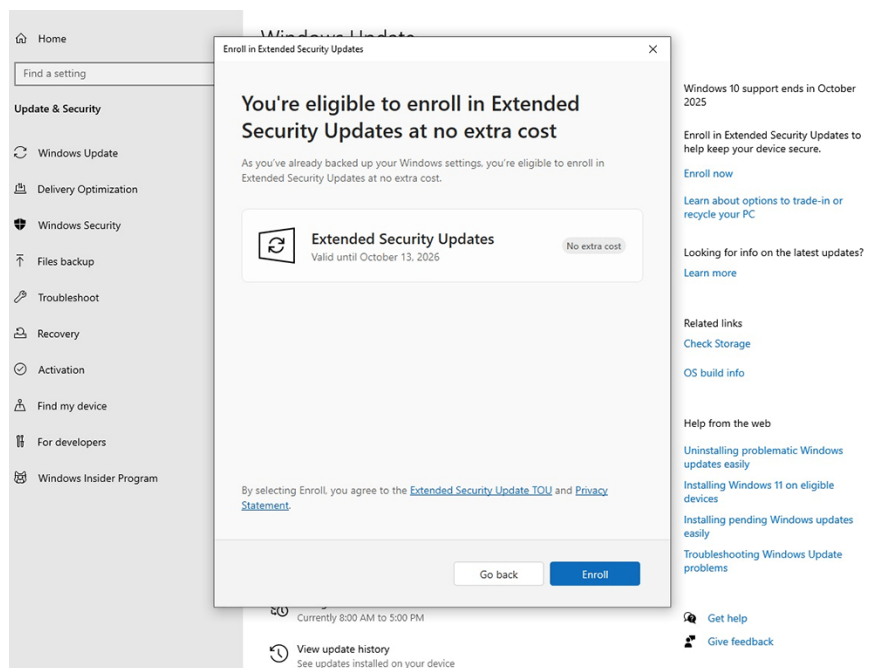 Home
Find a setting
Update & Security
Windows Update
Delivery Optimization
Windows Security
Files backup
Troubleshoot
Recovery
Activation
Find my device
For developers
Windows Insider Program
Windows Update
Enroll in Extended Security Updates
You're eligible to enroll in Extended
Security Updates at no extra cost
As you've already backed up your Windows settings, you're eligible to enroll in
Extended Security Updates at no extra cost.
Extended Security Updates
Valid until October 13, 2026
No extra cost
By selecting Enroll, you agree to the Extended Security Update TOU and Privacy
Statement.
Go back
Enroll
Currently 8:00 AM to 5:00 PM
View update history
See updates installed on your device
Windows 10 support ends in October
2025
Enroll in Extended Security Updates to
help keep your device secure.
Enroll now
Learn about options to trade-in or
recycle your PC
Looking for info on the latest updates?
Learn more
Related links
Check Storage
OS build info
Help from the web
Uninstalling problematic Windows
updates easily
Installing Windows 11 on eligible
devices
Installing pending Windows updates
easily
Troubleshooting Windows Update
problems
Get help
Give feedback